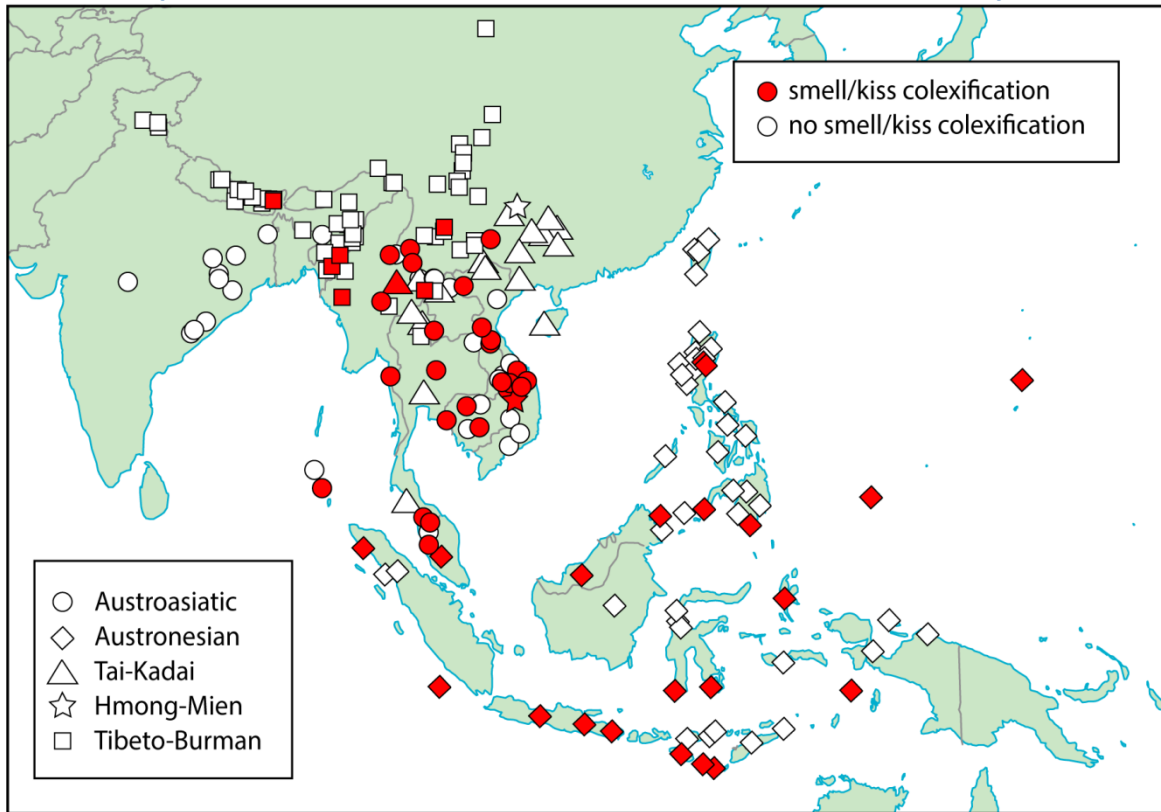 smell/kiss colexification
no smell/kiss colexification
Austroasiatic
Austronesian
Tai-Kadai
Hmong-Mien
Tibeto-Burman